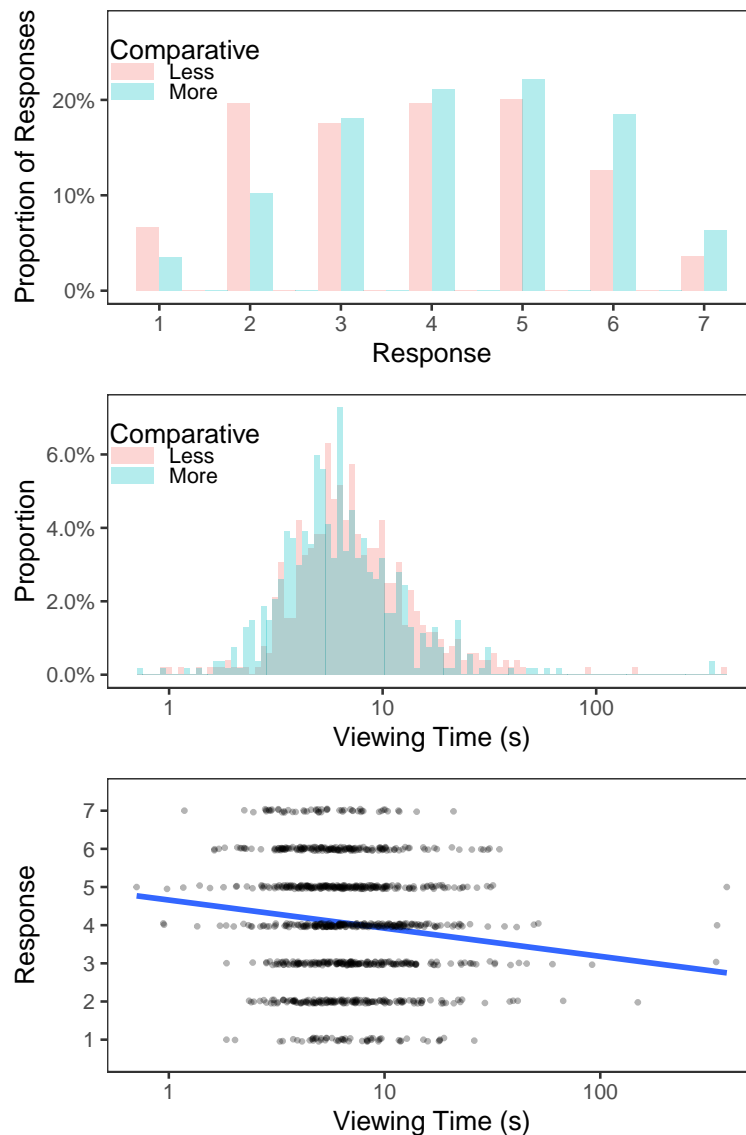 Comparative
Less
More
20%
10%
0%
Proportion of Responses
1 2 3 4 5 6 7
Response
Comparative
Less
More
6.0%
4.0%
2.0%
0.0%
Proportion
1 10 100
Viewing Time (s)
7
6
5
4
3
2
1
Response
1 10 100
Viewing Time (s)